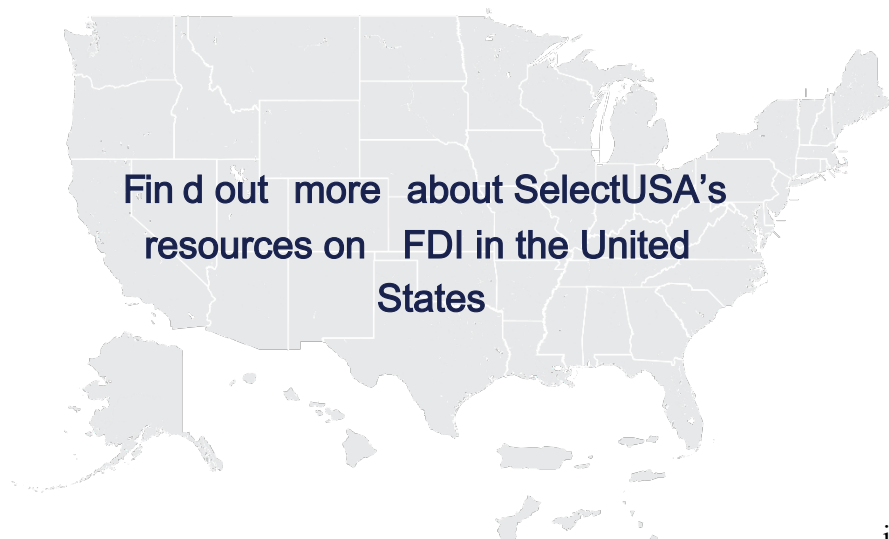 Fin d out more about SelectUSA’s
resources on FDI in the United
States
i